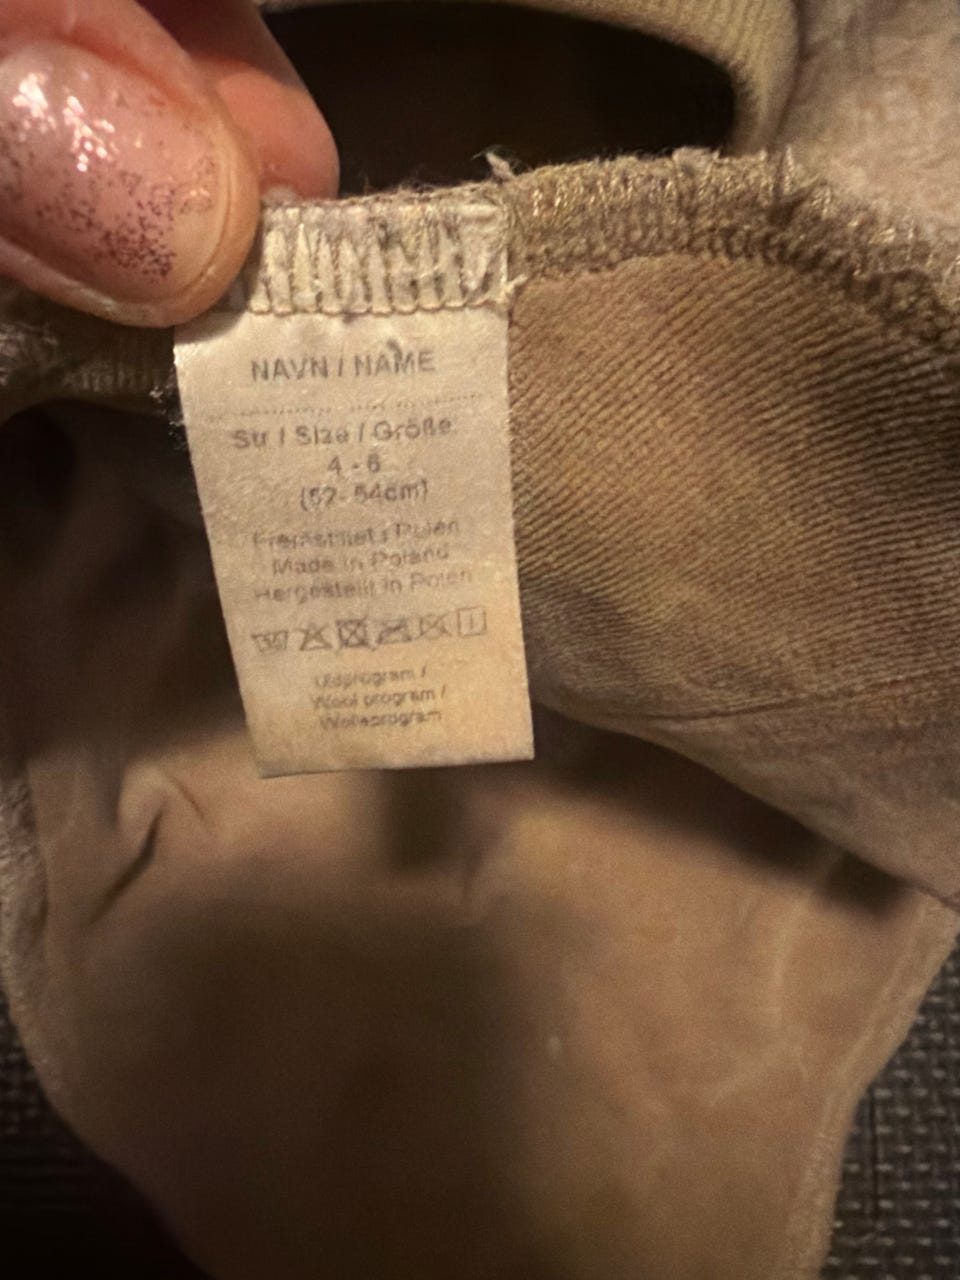 NAVN / NAME
Str / Size / Größe
4 - 6
(52- 54cm)
Fremstillet i Polen
Made in Poland
Hergestellt in Polen
Uldprogram /
Wool program /
Wolleprogram